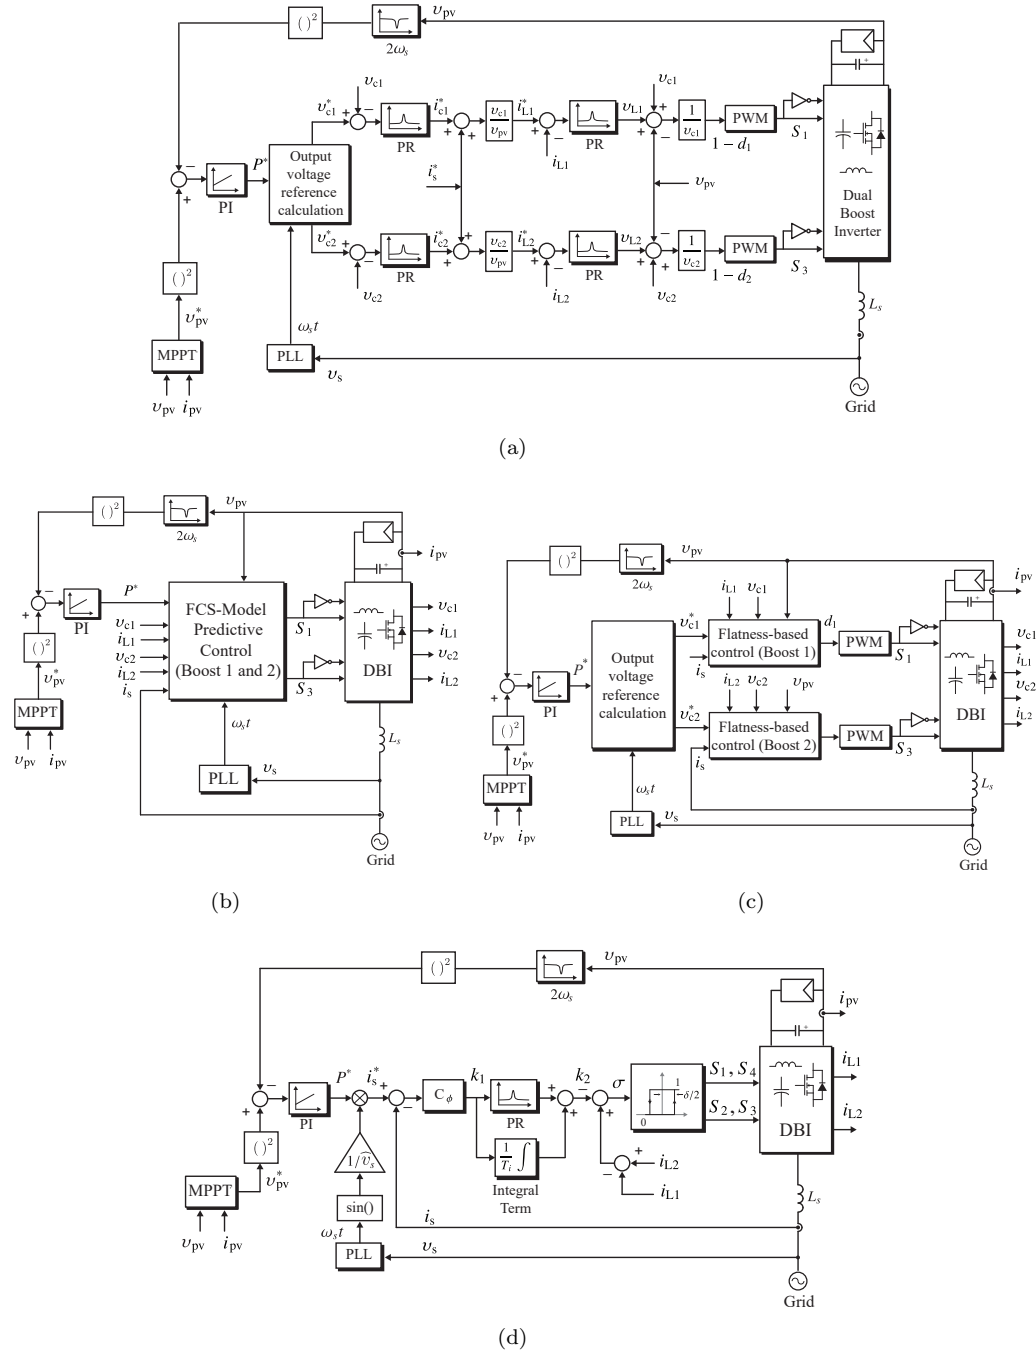 ( )² υpv
2ωs
υc1 υc1
υ*c1 i*c1 υc1/υpv i*L1 υL1 1/υc1 PWM S1
P* Output voltage reference calculation PR iL1 PR 1 − d1
PI i*s υpv Dual Boost Inverter
υ*c2 i*c2 υc2/υpv i*L2 υL2 1/υc2 PWM S3
υc2 PR iL2 PR υc2 1 − d2
( )²
υ*pv ωst Ls
MPPT PLL υs
υpv ipv Grid
(a)
( )² υpv
2ωs ipv
P* FCS-Model
PI Predictive
υc1 Control S1 υc1
iL1 (Boost 1 and 2) iL1
υc2 υc2
iL2 S3 DBI iL2
is
( )²
υ*pv
MPPT ωst Ls
υpv ipv PLL υs
Grid
(b)
( )² υpv
2ωs ipv
iL1 υc1
υ*c1 Flatness-based d1 PWM S1 υc1
control (Boost 1) iL1
P* Output voltage reference calculation is υc2
PI iL2 υc2 υpv iL2
υ*c2 Flatness-based PWM S3 DBI
control (Boost 2)
is
( )²
υ*pv
MPPT ωst Ls
υpv ipv PLL υs
Grid
(c)
( )² υpv
2ωs ipv
P* i*s Cϕ k1 k2 σ 1 S1, S4 iL1
PI PR 0 −δ/2 S2, S3 DBI iL2
( )² 1/v̂s 1/Ti ∫ iL2
υ*pv Integral iL1
MPPT sin() Term Ls
υpv ipv ωst is
PLL υs
Grid
(d)